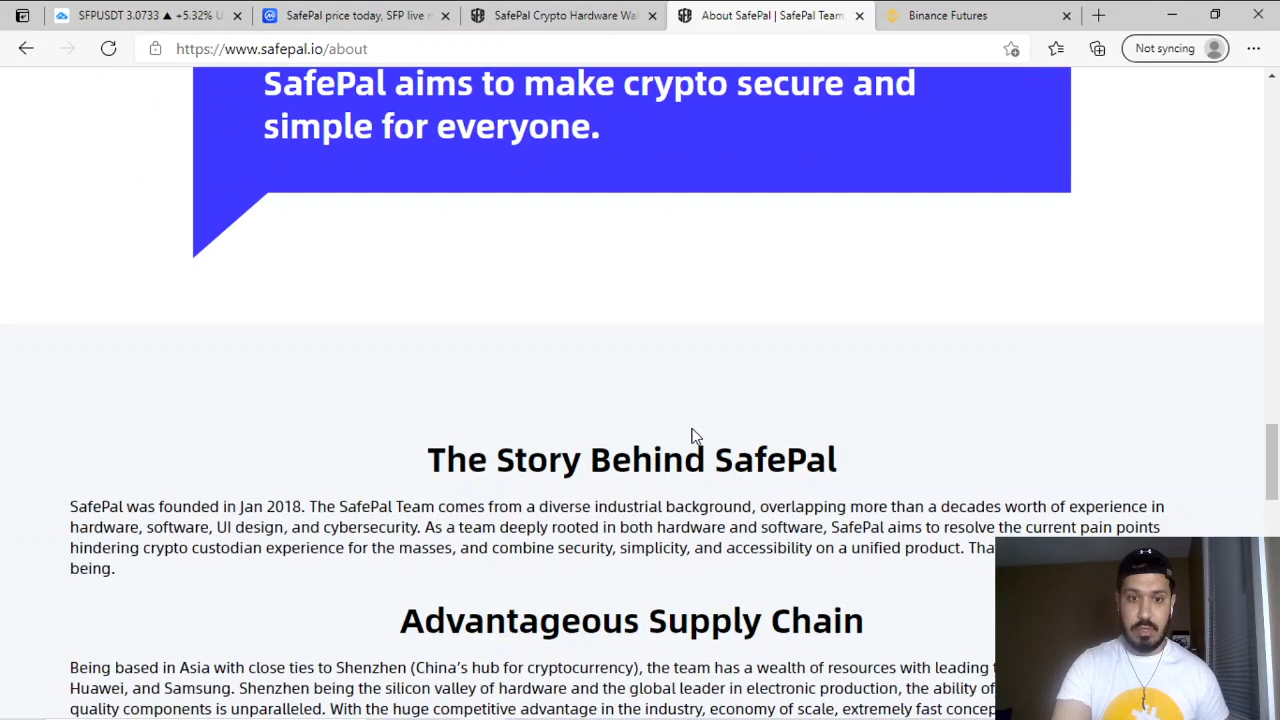 SFPUSDT 3.0733 ▲ +5.32% U
SafePal price today, SFP live m
SafePal Crypto Hardware Wal
About SafePal | SafePal Team,
Binance Futures
https://www.safepal.io/about
Not syncing
SafePal aims to make crypto secure and
simple for everyone.
The Story Behind SafePal
SafePal was founded in Jan 2018. The SafePal Team comes from a diverse industrial background, overlapping more than a decades worth of experience in
hardware, software, UI design, and cybersecurity. As a team deeply rooted in both hardware and software, SafePal aims to resolve the current pain points
hindering crypto custodian experience for the masses, and combine security, simplicity, and accessibility on a unified product.
being.
Advantageous Supply Chain
Being based in Asia with close ties to Shenzhen (China's hub for cryptocurrency), the team has a wealth of resources with leading
Huawei, and Samsung. Shenzhen being the silicon valley of hardware and the global leader in electronic production, the ability of
quality components is unparalleled. With the huge competitive advantage in the industry, economy of scale, extremely fast